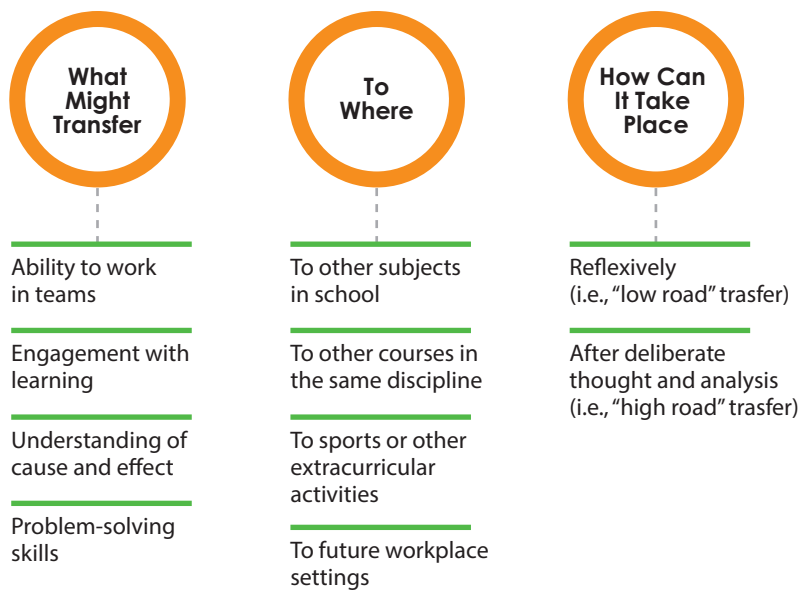 What
Might
Transfer
Ability to work
in teams
Engagement with
learning
Understanding of
cause and effect
Problem-solving
skills
To
Where
To other subjects
in school
To other courses in
the same discipline
To sports or other
extracurricular
activities
To future workplace
settings
How Can
It Take
Place
Reflexively
(i.e., “low road” trasfer)
After deliberate
thought and analysis
(i.e., “high road” trasfer)